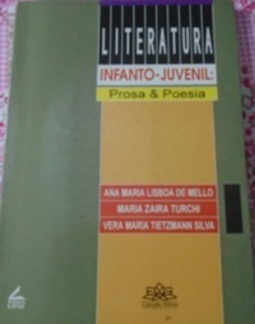 LITERATURA
INFANTO-JUVENIL:
Prosa & Poesia
ANA MARIA LISBOA DE MELLO
MARIA ZAIRA TURCHI
VERA MARIA TIETZMANN SILVA